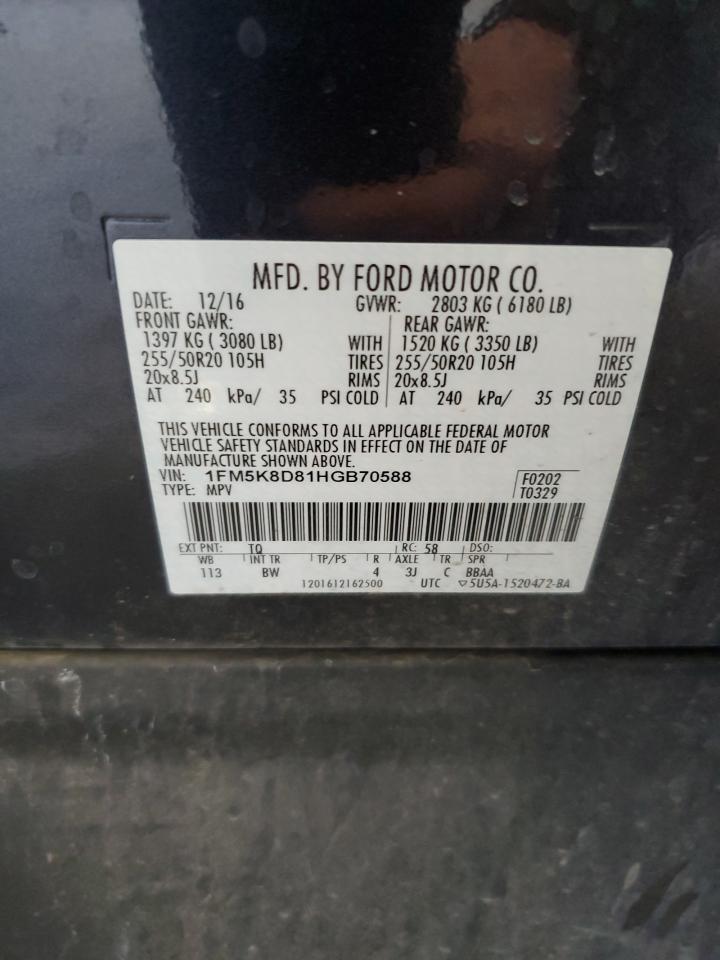 MFD. BY FORD MOTOR CO.
DATE: 12/16 GVWR: 2803 KG ( 6180 LB)
FRONT GAWR: REAR GAWR:
1397 KG ( 3080 LB) WITH 1520 KG ( 3350 LB) WITH
255/50R20 105H TIRES 255/50R20 105H TIRES
20x8.5J RIMS 20x8.5J RIMS
AT 240 kPa/ 35 PSI COLD AT 240 kPa/ 35 PSI COLD
THIS VEHICLE CONFORMS TO ALL APPLICABLE FEDERAL MOTOR
VEHICLE SAFETY STANDARDS IN EFFECT ON THE DATE OF
MANUFACTURE SHOWN ABOVE.
VIN: 1FM5K8D81HGB70588 F0202
TYPE: MPV T0329
EXT PNT: TQ RC: 58 DSO:
WB INT TR TP/PS R AXLE TR SPR
113 BW 4 3J C BBAA
1201612162500 UTC ▽5U5A-1520472-BA